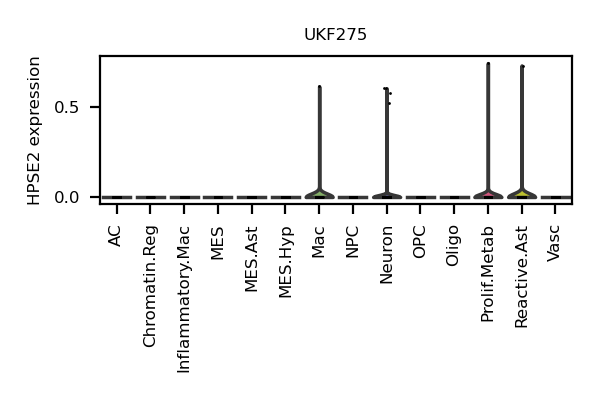 UKF275
HPSE2 expression
0.5
0.0
AC
Chromatin.Reg
Inflammatory.Mac
MES
MES.Ast
MES.Hyp
Mac
NPC
Neuron
OPC
Oligo
Prolif.Metab
Reactive.Ast
Vasc